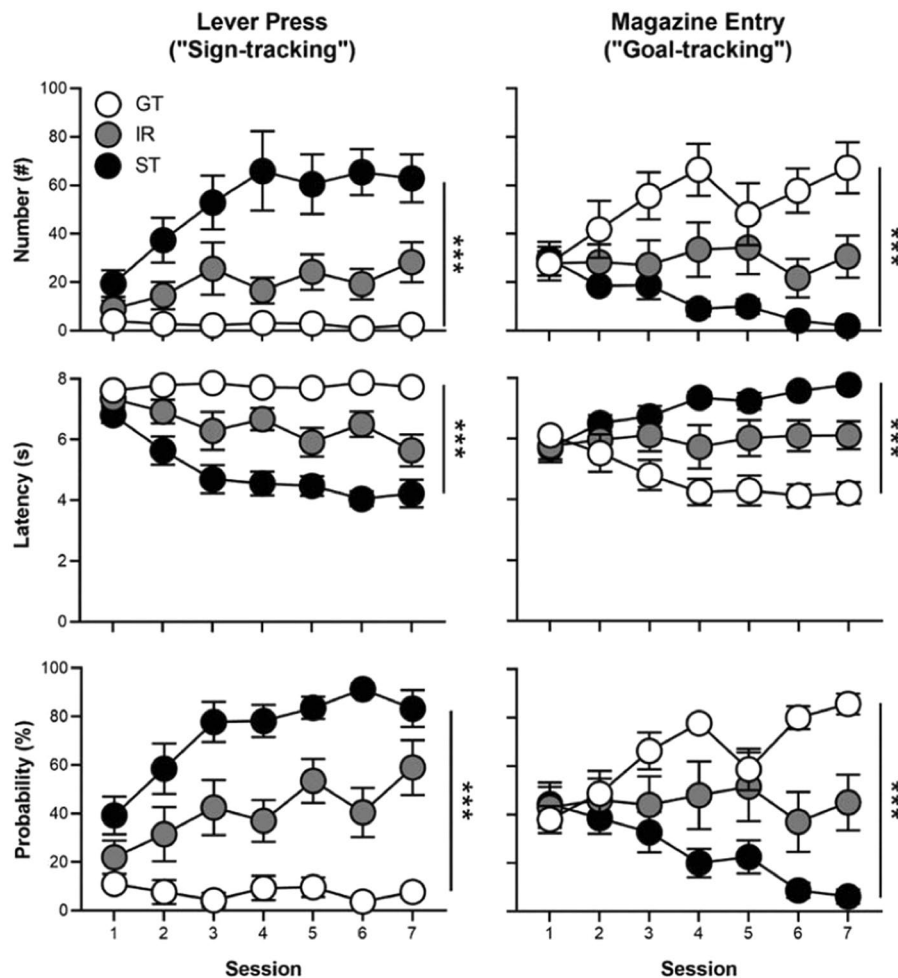 Lever Press
("Sign-tracking")
Magazine Entry
("Goal-tracking")
Number (#)
100
80
60
40
20
0
GT
IR
ST
***
***
Latency (s)
8
6
4
2
0
***
***
Probability (%)
100
80
60
40
20
0
***
***
1 2 3 4 5 6 7
1 2 3 4 5 6 7
Session
Session